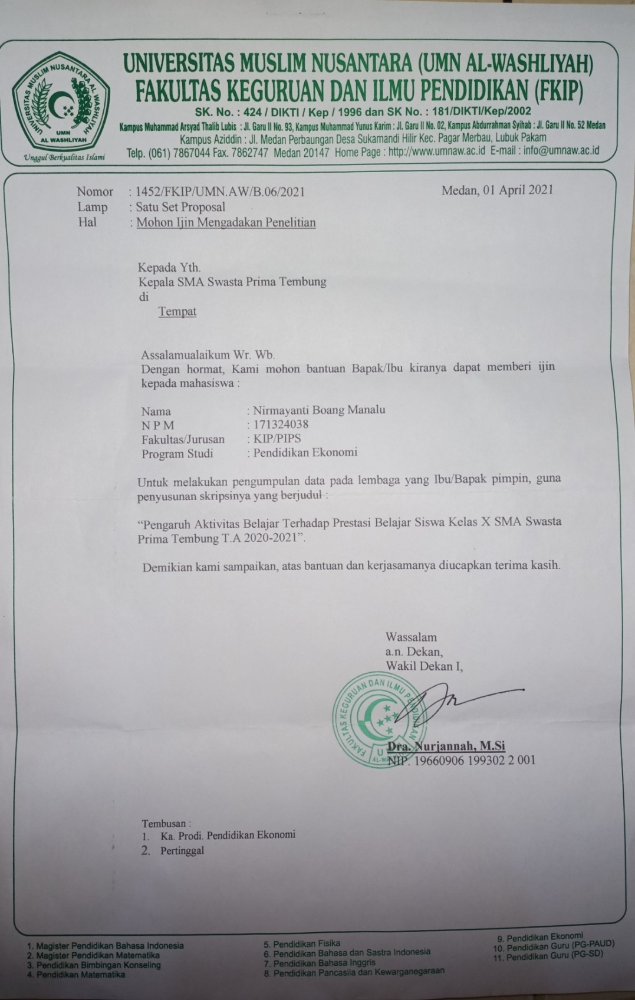 UNIVERSITAS MUSLIM NUSANTARA AL WASHLIYAH
UMN
AL WASHLIYAH
Unggul Berkualitas Islami
UNIVERSITAS MUSLIM NUSANTARA (UMN AL-WASHLIYAH)
FAKULTAS KEGURUAN DAN ILMU PENDIDIKAN (FKIP)
SK. No. : 424 / DIKTI / Kep / 1996 dan SK No. : 181/DIKTI/Kep/2002
Kampus Muhammad Arsyad Thalib Lubis : Jl. Garu II No. 93, Kampus Muhammad Yunus Karim : Jl. Garu II No. 02, Kampus Abdurrahman Syihab : Jl. Garu II No. 52 Medan
Kampus Aziddin : Jl. Medan Perbaungan Desa Sukamandi Hilir Kec. Pagar Merbau, Lubuk Pakam
Telp. (061) 7867044 Fax. 7862747 Medan 20147 Home Page : http://www.umnaw.ac.id E-mail : info@umnaw.ac.id
Nomor : 1452/FKIP/UMN.AW/B.06/2021 Medan, 01 April 2021
Lamp : Satu Set Proposal
Hal : Mohon Ijin Mengadakan Penelitian
Kepada Yth.
Kepala SMA Swasta Prima Tembung
di
Tempat
Assalamualaikum Wr. Wb.
Dengan hormat, Kami mohon bantuan Bapak/Ibu kiranya dapat memberi ijin
kepada mahasiswa :
Nama : Nirmayanti Boang Manalu
N P M : 171324038
Fakultas/Jurusan : KIP/PIPS
Program Studi : Pendidikan Ekonomi
Untuk melakukan pengumpulan data pada lembaga yang Ibu/Bapak pimpin, guna
penyusunan skripsinya yang berjudul :
“Pengaruh Aktivitas Belajar Terhadap Prestasi Belajar Siswa Kelas X SMA Swasta
Prima Tembung T.A 2020-2021”.
Demikian kami sampaikan, atas bantuan dan kerjasamanya diucapkan terima kasih.
Wassalam
a.n. Dekan,
Wakil Dekan I,
FAKULTAS KEGURUAN DAN ILMU PENDIDIKAN
Dra. Nurjannah, M.Si
NIP. 19660906 199302 2 001
Tembusan :
1. Ka. Prodi. Pendidikan Ekonomi
2. Pertinggal
1. Magister Pendidikan Bahasa Indonesia
2. Magister Pendidikan Matematika
3. Pendidikan Bimbingan Konseling
4. Pendidikan Matematika
5. Pendidikan Fisika
6. Pendidikan Bahasa dan Sastra Indonesia
7. Pendidikan Bahasa Inggris
8. Pendidikan Pancasila dan Kewarganegaraan
9. Pendidikan Ekonomi
10. Pendidikan Guru (PG-PAUD)
11. Pendidikan Guru (PG-SD)